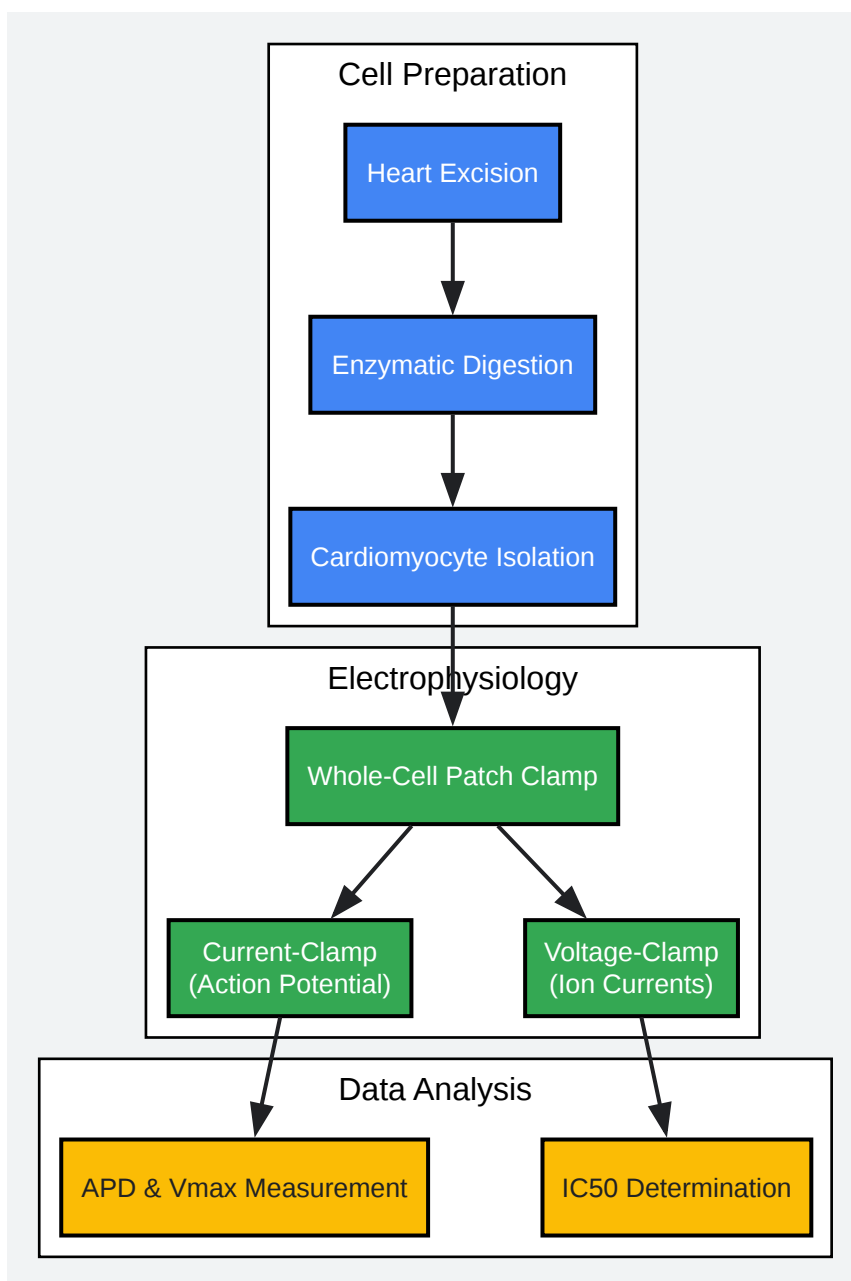 Cell Preparation
Heart Excision
Enzymatic Digestion
Cardiomyocyte Isolation
Electrophysiology
Whole-Cell Patch Clamp
Current-Clamp
(Action Potential)
Voltage-Clamp
(Ion Currents)
Data Analysis
APD & Vmax Measurement
IC50 Determination